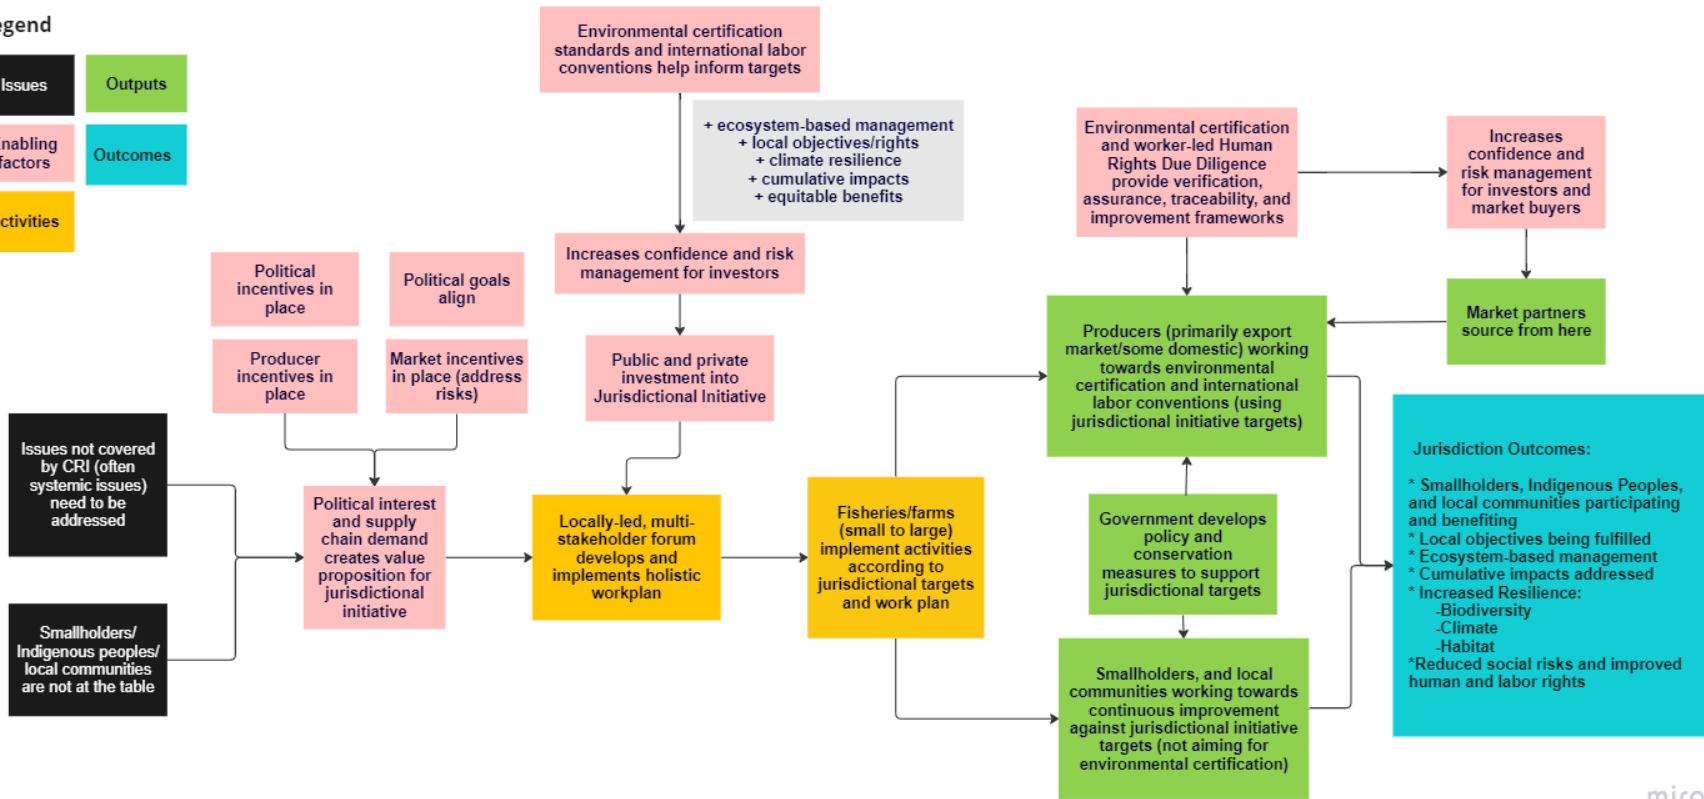 egend
Issues
Outputs
nabling
factors
Outcomes
ctivities
Environmental certification
standards and international labor
conventions help inform targets
+ ecosystem-based management
+ local objectives/rights
+ climate resilience
+ cumulative impacts
+ equitable benefits
Increases confidence and risk
management for investors
Public and private
investment into
Jurisdictional Initiative
Political
incentives in
place
Political goals
align
Producer
incentives in
place
Market incentives
in place (address
risks)
Issues not covered
by CRI (often
systemic issues)
need to be
addressed
Smallholders/
Indigenous peoples/
local communities
are not at the table
Political interest
and supply
chain demand
creates value
proposition for
jurisdictional
initiative
Locally-led, multi-
stakeholder forum
develops and
implements holistic
workplan
Fisheries/farms
(small to large)
implement activities
according to
jurisdictional targets
and work plan
Environmental certification
and worker-led Human
Rights Due Diligence
provide verification,
assurance, traceability, and
improvement frameworks
Increases
confidence and
risk management
for investors and
market buyers
Market partners
source from here
Producers (primarily export
market/some domestic) working
towards environmental
certification and international
labor conventions (using
jurisdictional initiative targets)
Government develops
policy and
conservation
measures to support
jurisdictional targets
Smallholders, and local
communities working towards
continuous improvement
against jurisdictional initiative
targets (not aiming for
environmental certification)
Jurisdiction Outcomes:
* Smallholders, Indigenous Peoples,
and local communities participating
and benefiting
* Local objectives being fulfilled
* Ecosystem-based management
* Cumulative impacts addressed
* Increased Resilience:
-Biodiversity
-Climate
-Habitat
*Reduced social risks and improved
human and labor rights
miro